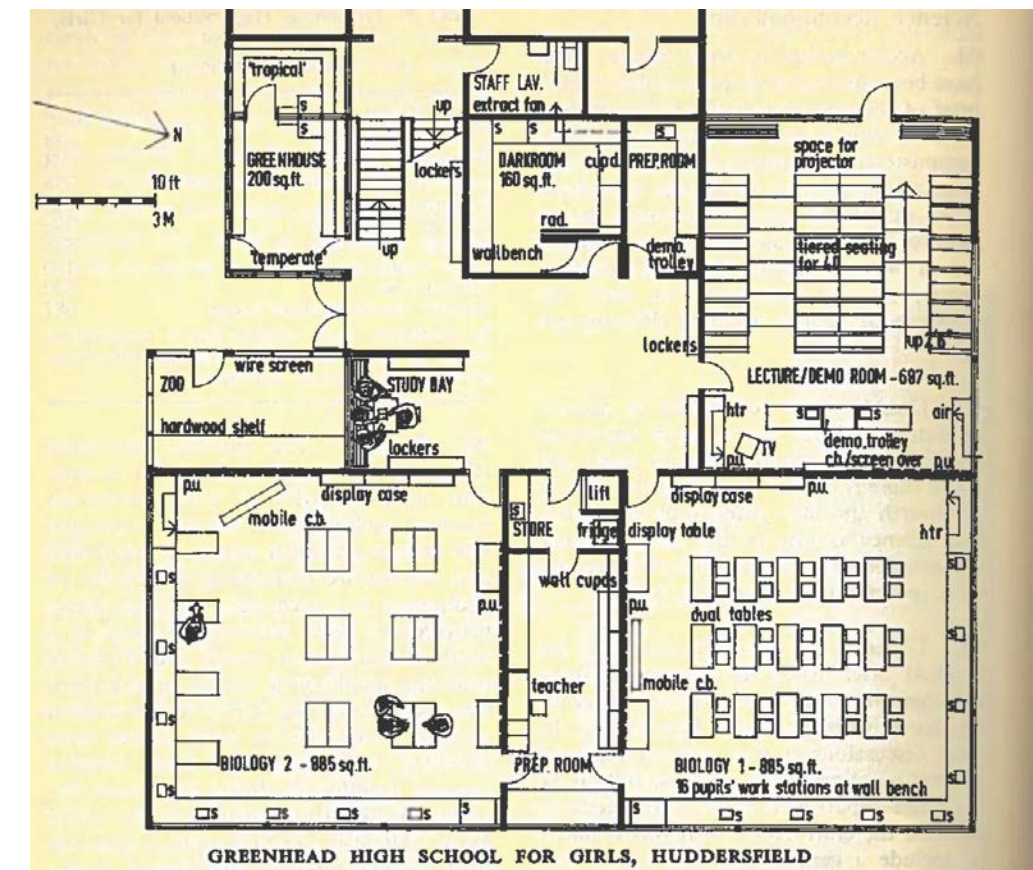 'tropical'
s
s
GREENHOUSE
200 sq.ft.
'temperate'
N
10 ft
3M
up
up
lockers
STAFF LAV.
extract fan
s
s
DARKROOM
160 sq.ft.
cupd.
rad.
wallbench
s
PREP.ROOM
demo.
trolley
space for
projector
tiered seating
for 40
up 2'6"
lockers
LECTURE/DEMO ROOM - 687 sq.ft.
htr
p.u.
TV
s
s
demo.trolley
c.b./screen over
air
p.u.
ZOO
wire screen
hardwood shelf
STUDY BAY
lockers
p.u.
display case
mobile c.b.
s
s
s
s
s
p.u.
BIOLOGY 2 - 885 sq.ft.
s
s
s
s
s
s
STORE
lift
fridge
wall cupds
teacher
PREP. ROOM
display case
p.u.
display table
htr
p.u.
dual tables
mobile c.b.
s
s
s
s
s
BIOLOGY 1 - 885 sq.ft.
16 pupils' work stations at wall bench
s
s
s
s
s
GREENHEAD HIGH SCHOOL FOR GIRLS, HUDDERSFIELD